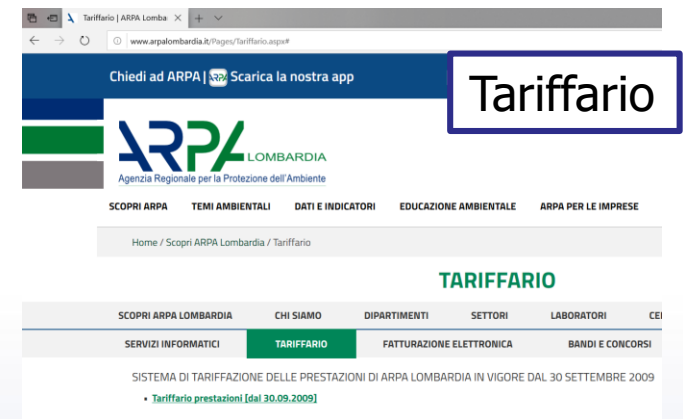 Tariffario | ARPA Lomba
www.arpalombardia.it/Pages/Tariffario.aspx#
Chiedi ad ARPA | ARPA Scarica la nostra app
Tariffario
ARPA LOMBARDIA
Agenzia Regionale per la Protezione dell'Ambiente
SCOPRI ARPA TEMI AMBIENTALI DATI E INDICATORI EDUCAZIONE AMBIENTALE ARPA PER LE IMPRESE
Home / Scopri ARPA Lombardia / Tariffario
TARIFFARIO
SCOPRI ARPA LOMBARDIA CHI SIAMO DIPARTIMENTI SETTORI LABORATORI
SERVIZI INFORMATICI TARIFFARIO FATTURAZIONE ELETTRONICA BANDI E CONCORSI
SISTEMA DI TARIFFAZIONE DELLE PRESTAZIONI DI ARPA LOMBARDIA IN VIGORE DAL 30 SETTEMBRE 2009
• Tariffario prestazioni [dal 30.09.2009]